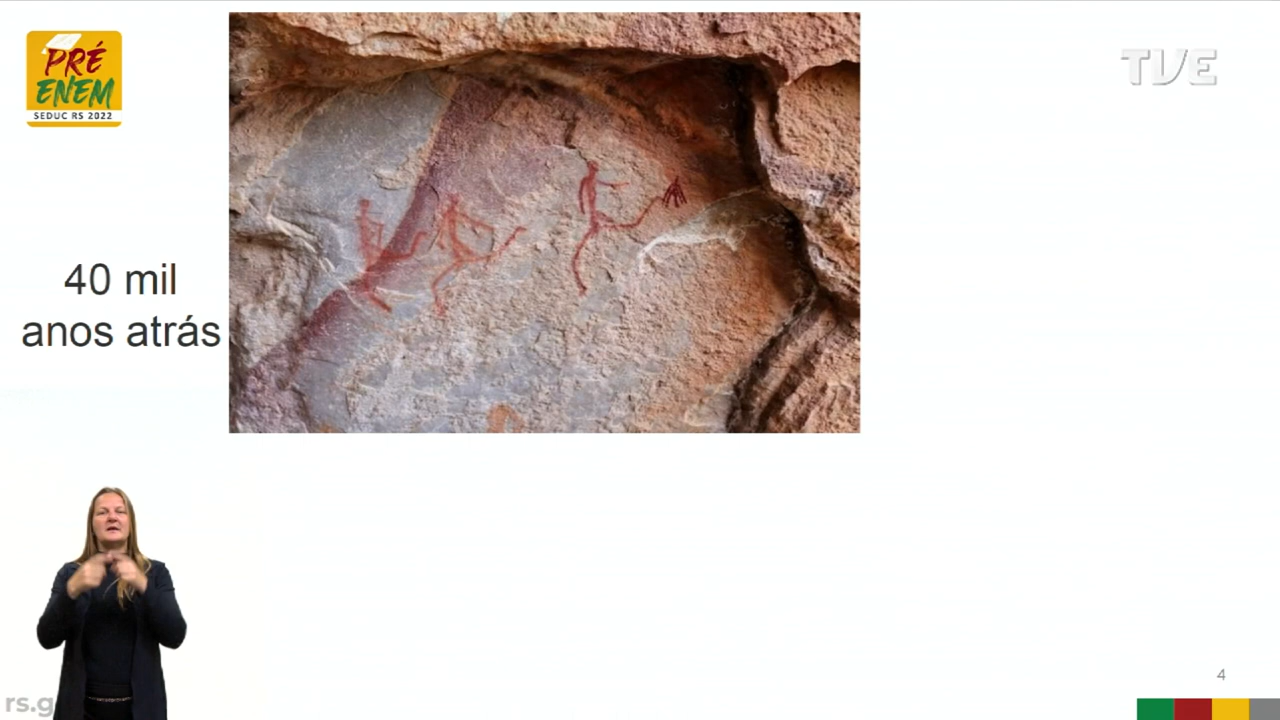 PRÉ
ENEM
SEDUC RS 2022
TVE
40 mil
anos atrás
4
rs.g